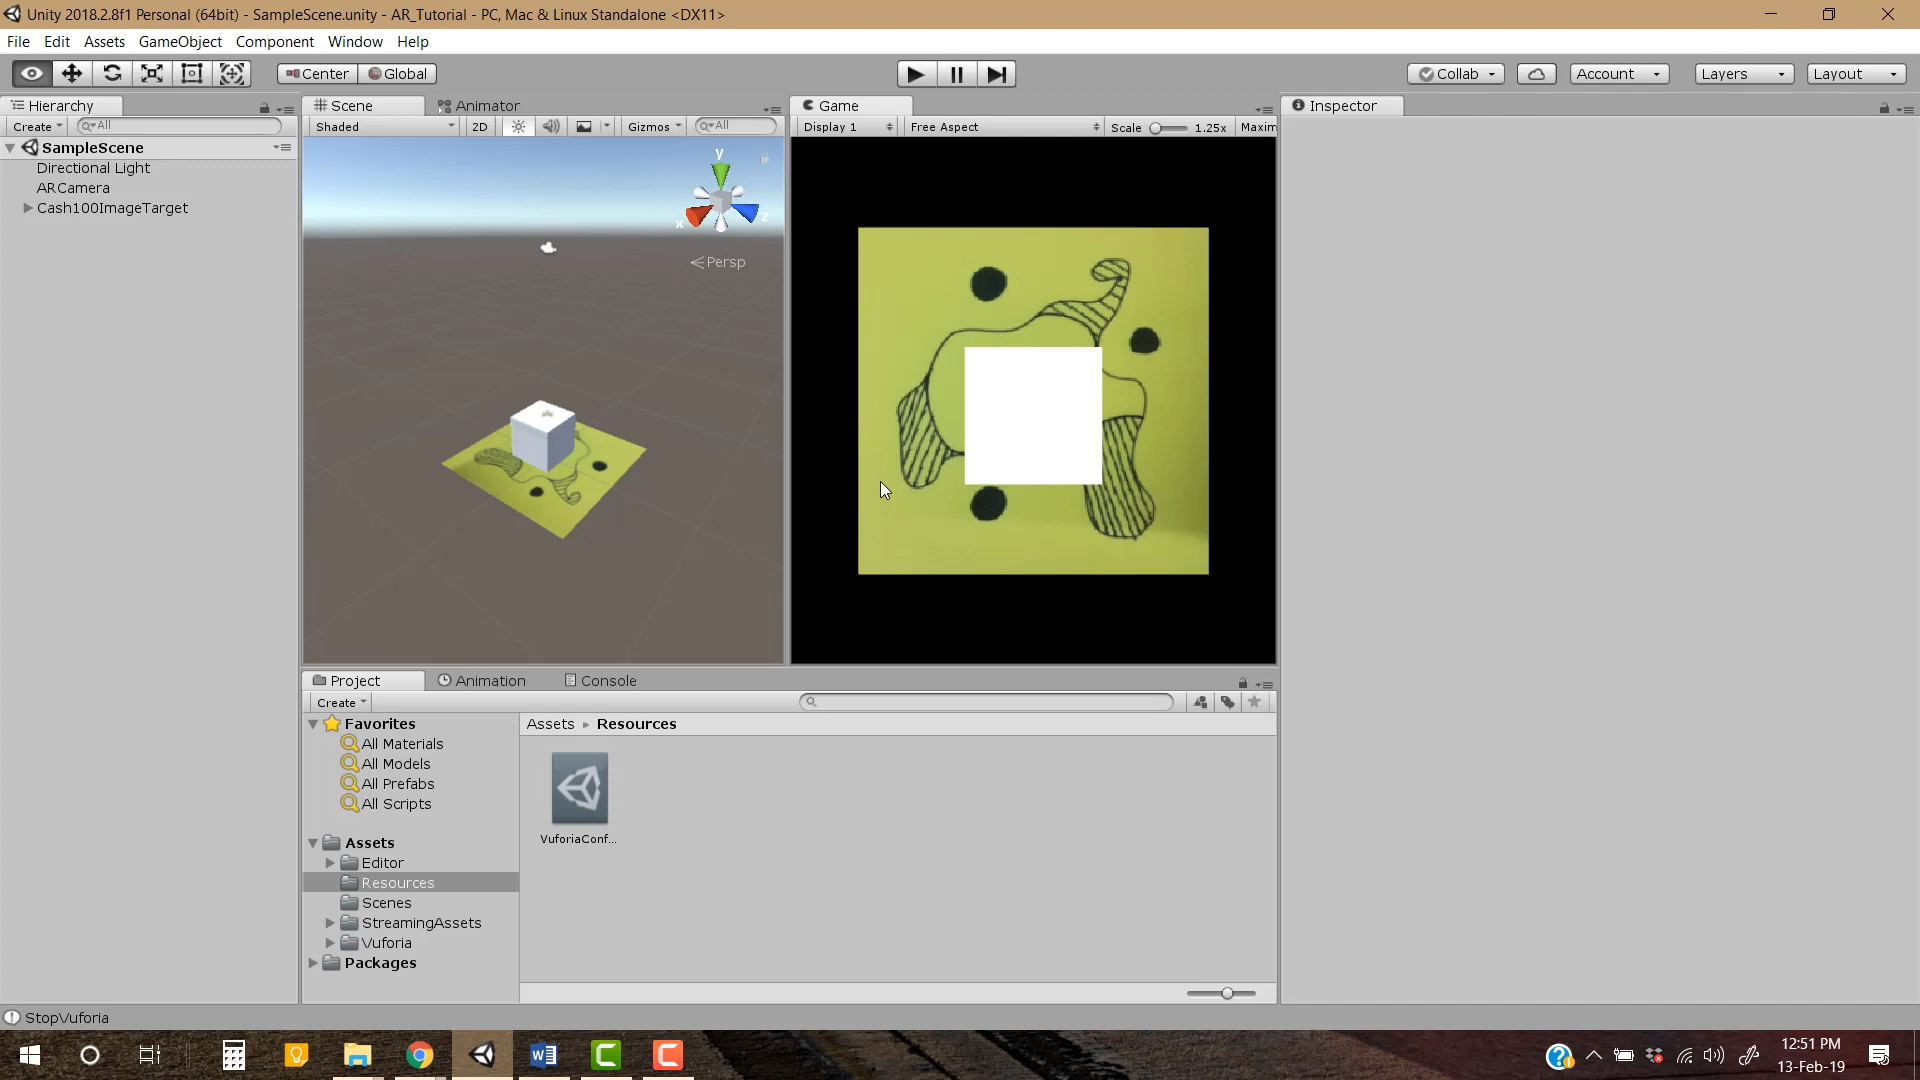 Unity 2018.2.8f1 Personal (64bit) - SampleScene.unity - AR_Tutorial - PC, Mac & Linux Standalone <DX11>
File Edit Assets GameObject Component Window Help
Center Global Collab Account Layers Layout
Hierarchy
Create All
SampleScene
Directional Light
ARCamera
Cash100ImageTarget
Scene Animator
Shaded 2D Gizmos All
y
x z
Persp
Game
Display 1 Free Aspect Scale 1.25x Maxim
Inspector
Project Animation Console
Create
Favorites
All Materials
All Models
All Prefabs
All Scripts
Assets
Editor
Resources
Scenes
StreamingAssets
Vuforia
Packages
Assets Resources
VuforiaConf...
StopVuforia
12:51 PM
13-Feb-19